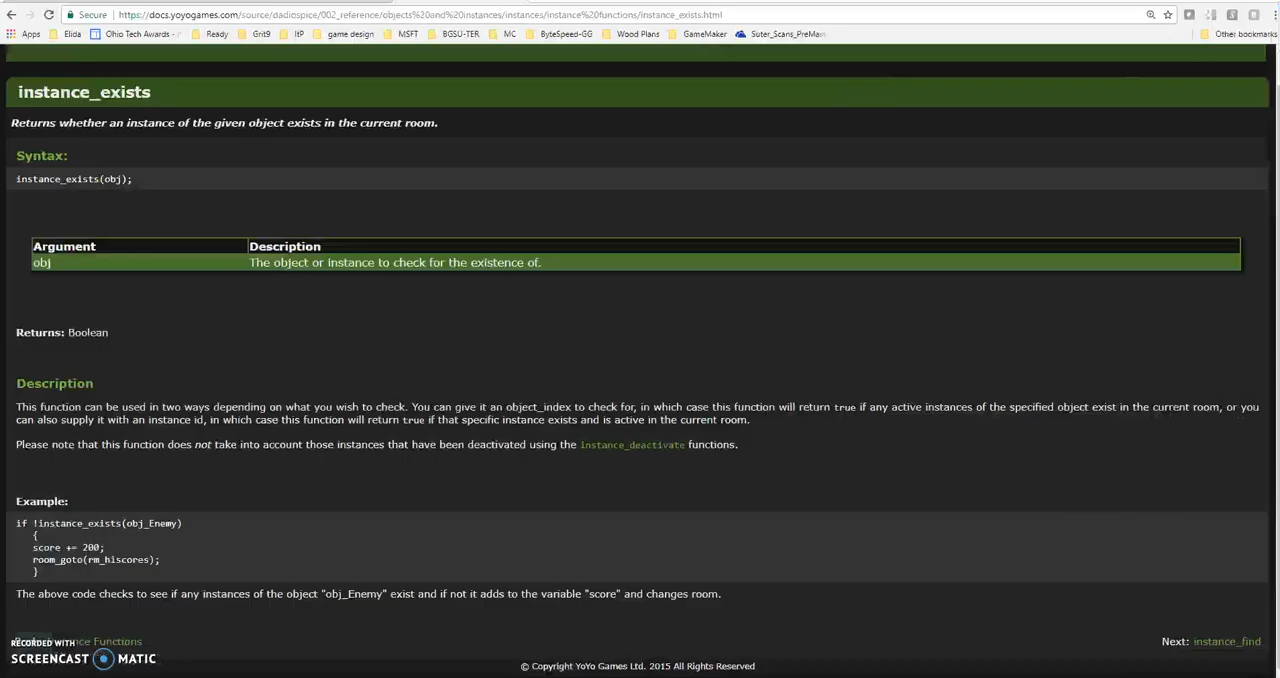 Secure https://docs.yoyogames.com/source/dadiospice/002_reference/objects%20and%20instances/instances/instance%20functions/instance_exists.html
Apps Elida Ohio Tech Awards - Ready Grit9 ItP game design MSFT BGSU-TER MC ByteSpeed-GG Wood Plans GameMaker Suter_Scans_PreMas Other bookmarks
instance_exists
Returns whether an instance of the given object exists in the current room.
Syntax:
instance_exists(obj);
Argument Description
obj The object or instance to check for the existence of.
Returns: Boolean
Description
This function can be used in two ways depending on what you wish to check. You can give it an object_index to check for, in which case this function will return true if any active instances of the specified object exist in the current room, or you
can also supply it with an instance id, in which case this function will return true if that specific instance exists and is active in the current room.
Please note that this function does not take into account those instances that have been deactivated using the instance_deactivate functions.
Example:
if !instance_exists(obj_Enemy)
{
score += 200;
room_goto(rm_hiscores);
}
The above code checks to see if any instances of the object "obj_Enemy" exist and if not it adds to the variable "score" and changes room.
Functions
Next: instance_find
RECORDED WITH
SCREENCAST MATIC
© Copyright YoYo Games Ltd. 2015 All Rights Reserved